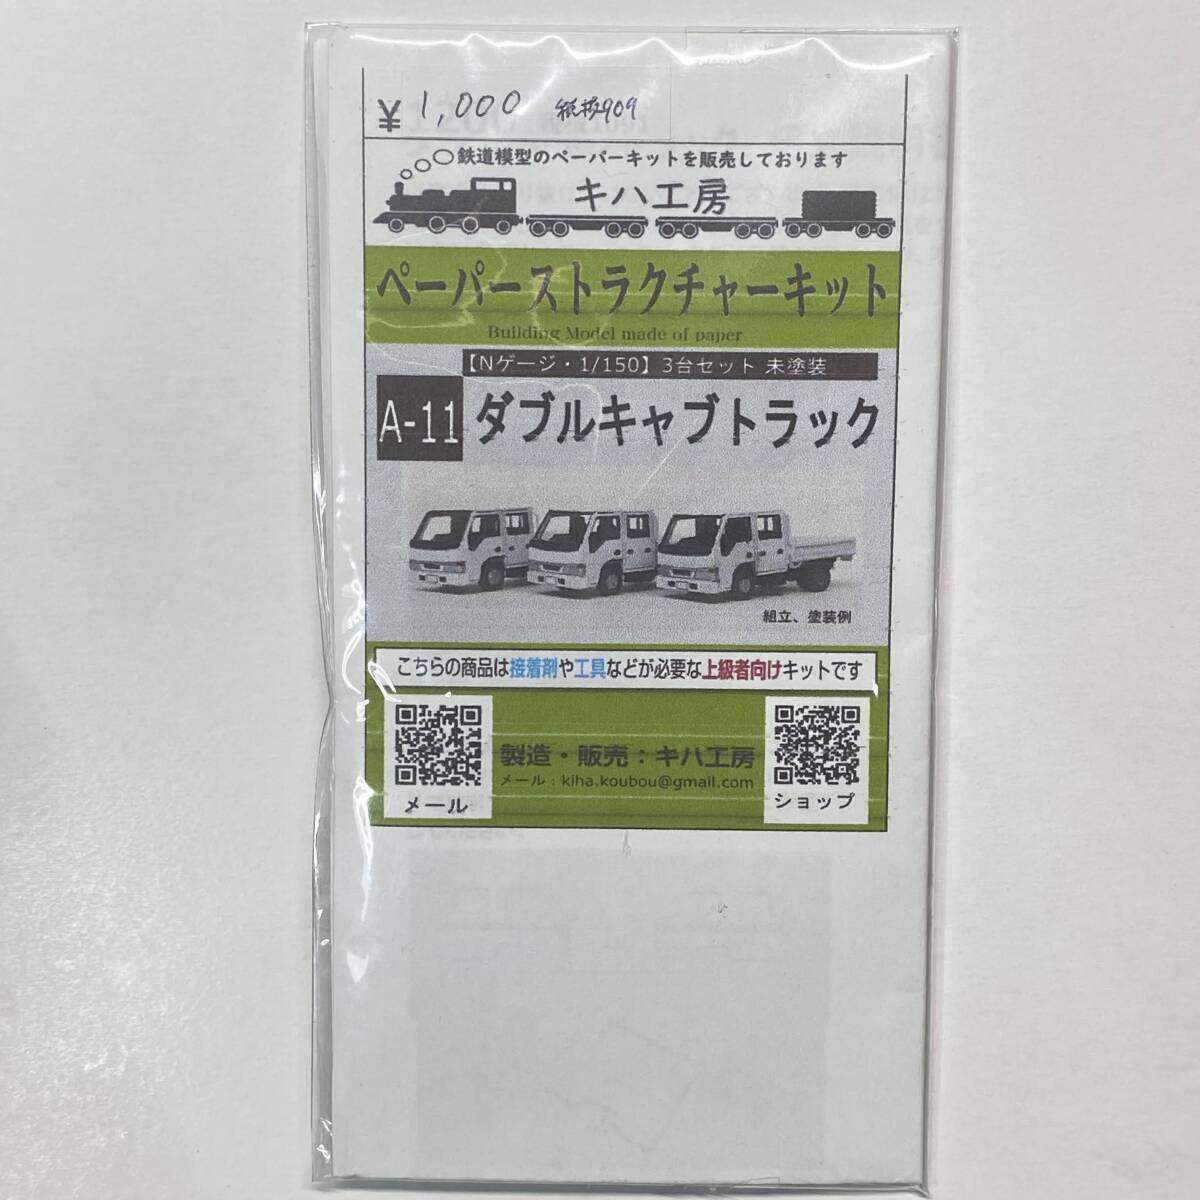 ¥ 1,000 税抜909
鉄道模型のペーパーキットを販売しております
キハ工房
ペーパーストラクチャーキット
Building Model made of paper
【Nゲージ・1/150】3台セット 未塗装
A-11 ダブルキャブトラック
組立、塗装例
こちらの商品は接着剤や工具などが必要な上級者向けキットです
製造・販売：キハ工房
メール：kiha.koubou@gmail.com
メール
ショップ